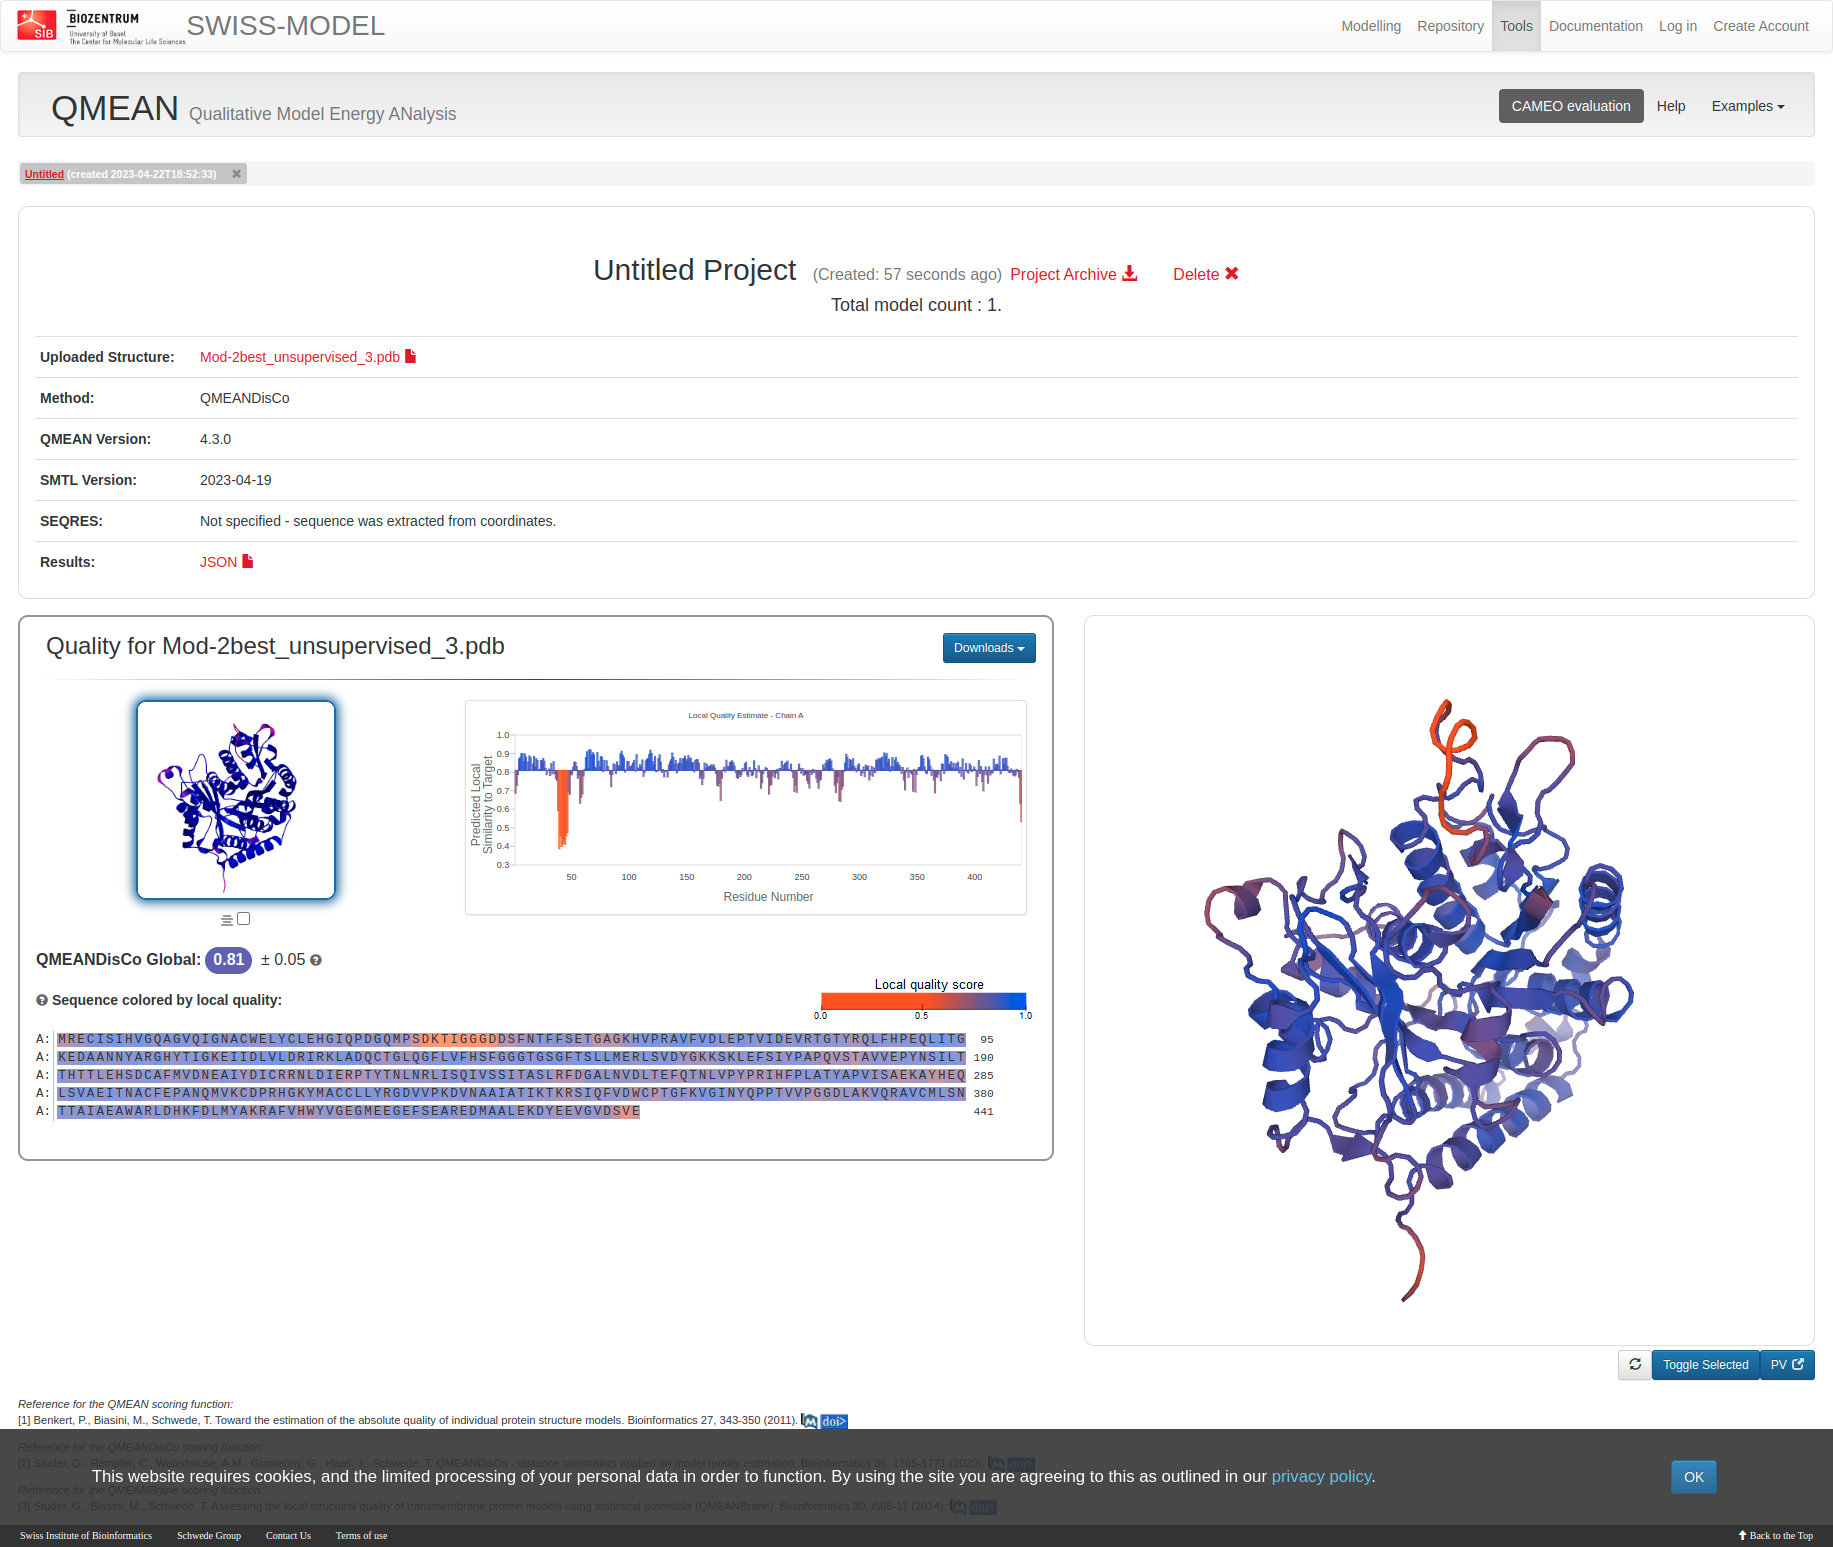 SIB
BIOZENTRUM
University of Basel
The Center for Molecular Life Sciences
SWISS-MODEL
Modelling Repository Tools Documentation Log in Create Account
QMEAN Qualitative Model Energy ANalysis
CAMEO evaluation Help Examples
Untitled (created 2023-04-22T18:52:33)
Untitled Project (Created: 57 seconds ago) Project Archive Delete
Total model count : 1.
Uploaded Structure: Mod-2best_unsupervised_3.pdb
Method: QMEANDisCo
QMEAN Version: 4.3.0
SMTL Version: 2023-04-19
SEQRES: Not specified - sequence was extracted from coordinates.
Results: JSON
Quality for Mod-2best_unsupervised_3.pdb
Downloads
Local Quality Estimate - Chain A
Predicted Local
Similarity to Target
1.0
0.9
0.8
0.7
0.6
0.5
0.4
0.3
50 100 150 200 250 300 350 400
Residue Number
QMEANDisCo Global: 0.81 ± 0.05
Sequence colored by local quality:
Local quality score
0.0 0.5 1.0
A: MRECISIHVGQAGVQIGNACWELYCLEHGIQPDGQMPSDKTIGGGDDSFNTFFSETGAGKHVPRAVFVDLEPTVIDEVRTGTYRQLFHPEQLITG 95
A: KEDAANNYARGHYTIGKEIIDLVLDRIRKLADQCTGLQGFLVFHSFGGGTGSGFTSLLMERLSVDYGKKSKLEFSIYPAPQVSTAVVEPYNSILT 190
A: THTTLEHSDCAFMVDNEAIYDICRRNLDIERPTYTNLNRLISQIVSSITASLRFDGALNVDLTEFQTNLVPYPRIHFPLATYAPVISAEKAYHEQ 285
A: LSVAEITNACFEPANQMVKCDPRHGKYMACCLLYRGDVVPKDVNAAIATIKTKRSIQFVDWCPTGFKVGINYQPPTVVPGGDLAKVQRAVCMLSN 380
A: TTAIAEAWARLDHKFDLMYAKRAFVHWYVGEGMEEGEFSEAREDMAALEKDYEEVGVDSVE 441
Toggle Selected PV
Reference for the QMEAN scoring function:
[1] Benkert, P., Biasini, M., Schwede, T. Toward the estimation of the absolute quality of individual protein structure models. Bioinformatics 27, 343-350 (2011). M doi>
Reference for the QMEANDisCo scoring function:
[2] Studer, G., Rempfer, C., Waterhouse, A.M., Gumienny, G., Haas, J., Schwede, T. QMEANDisCo - distance constraints applied on model quality estimation. Bioinformatics 36, 1765-1771 (2020). M doi>
This website requires cookies, and the limited processing of your personal data in order to function. By using the site you are agreeing to this as outlined in our privacy policy.
OK
Reference for the QMEANBrane scoring function:
[3] Studer, G., Biasini, M., Schwede, T. Assessing the local structural quality of transmembrane protein models using statistical potentials (QMEANBrane). Bioinformatics 30, i505-11 (2014). M doi>
Swiss Institute of Bioinformatics Schwede Group Contact Us Terms of use
Back to the Top